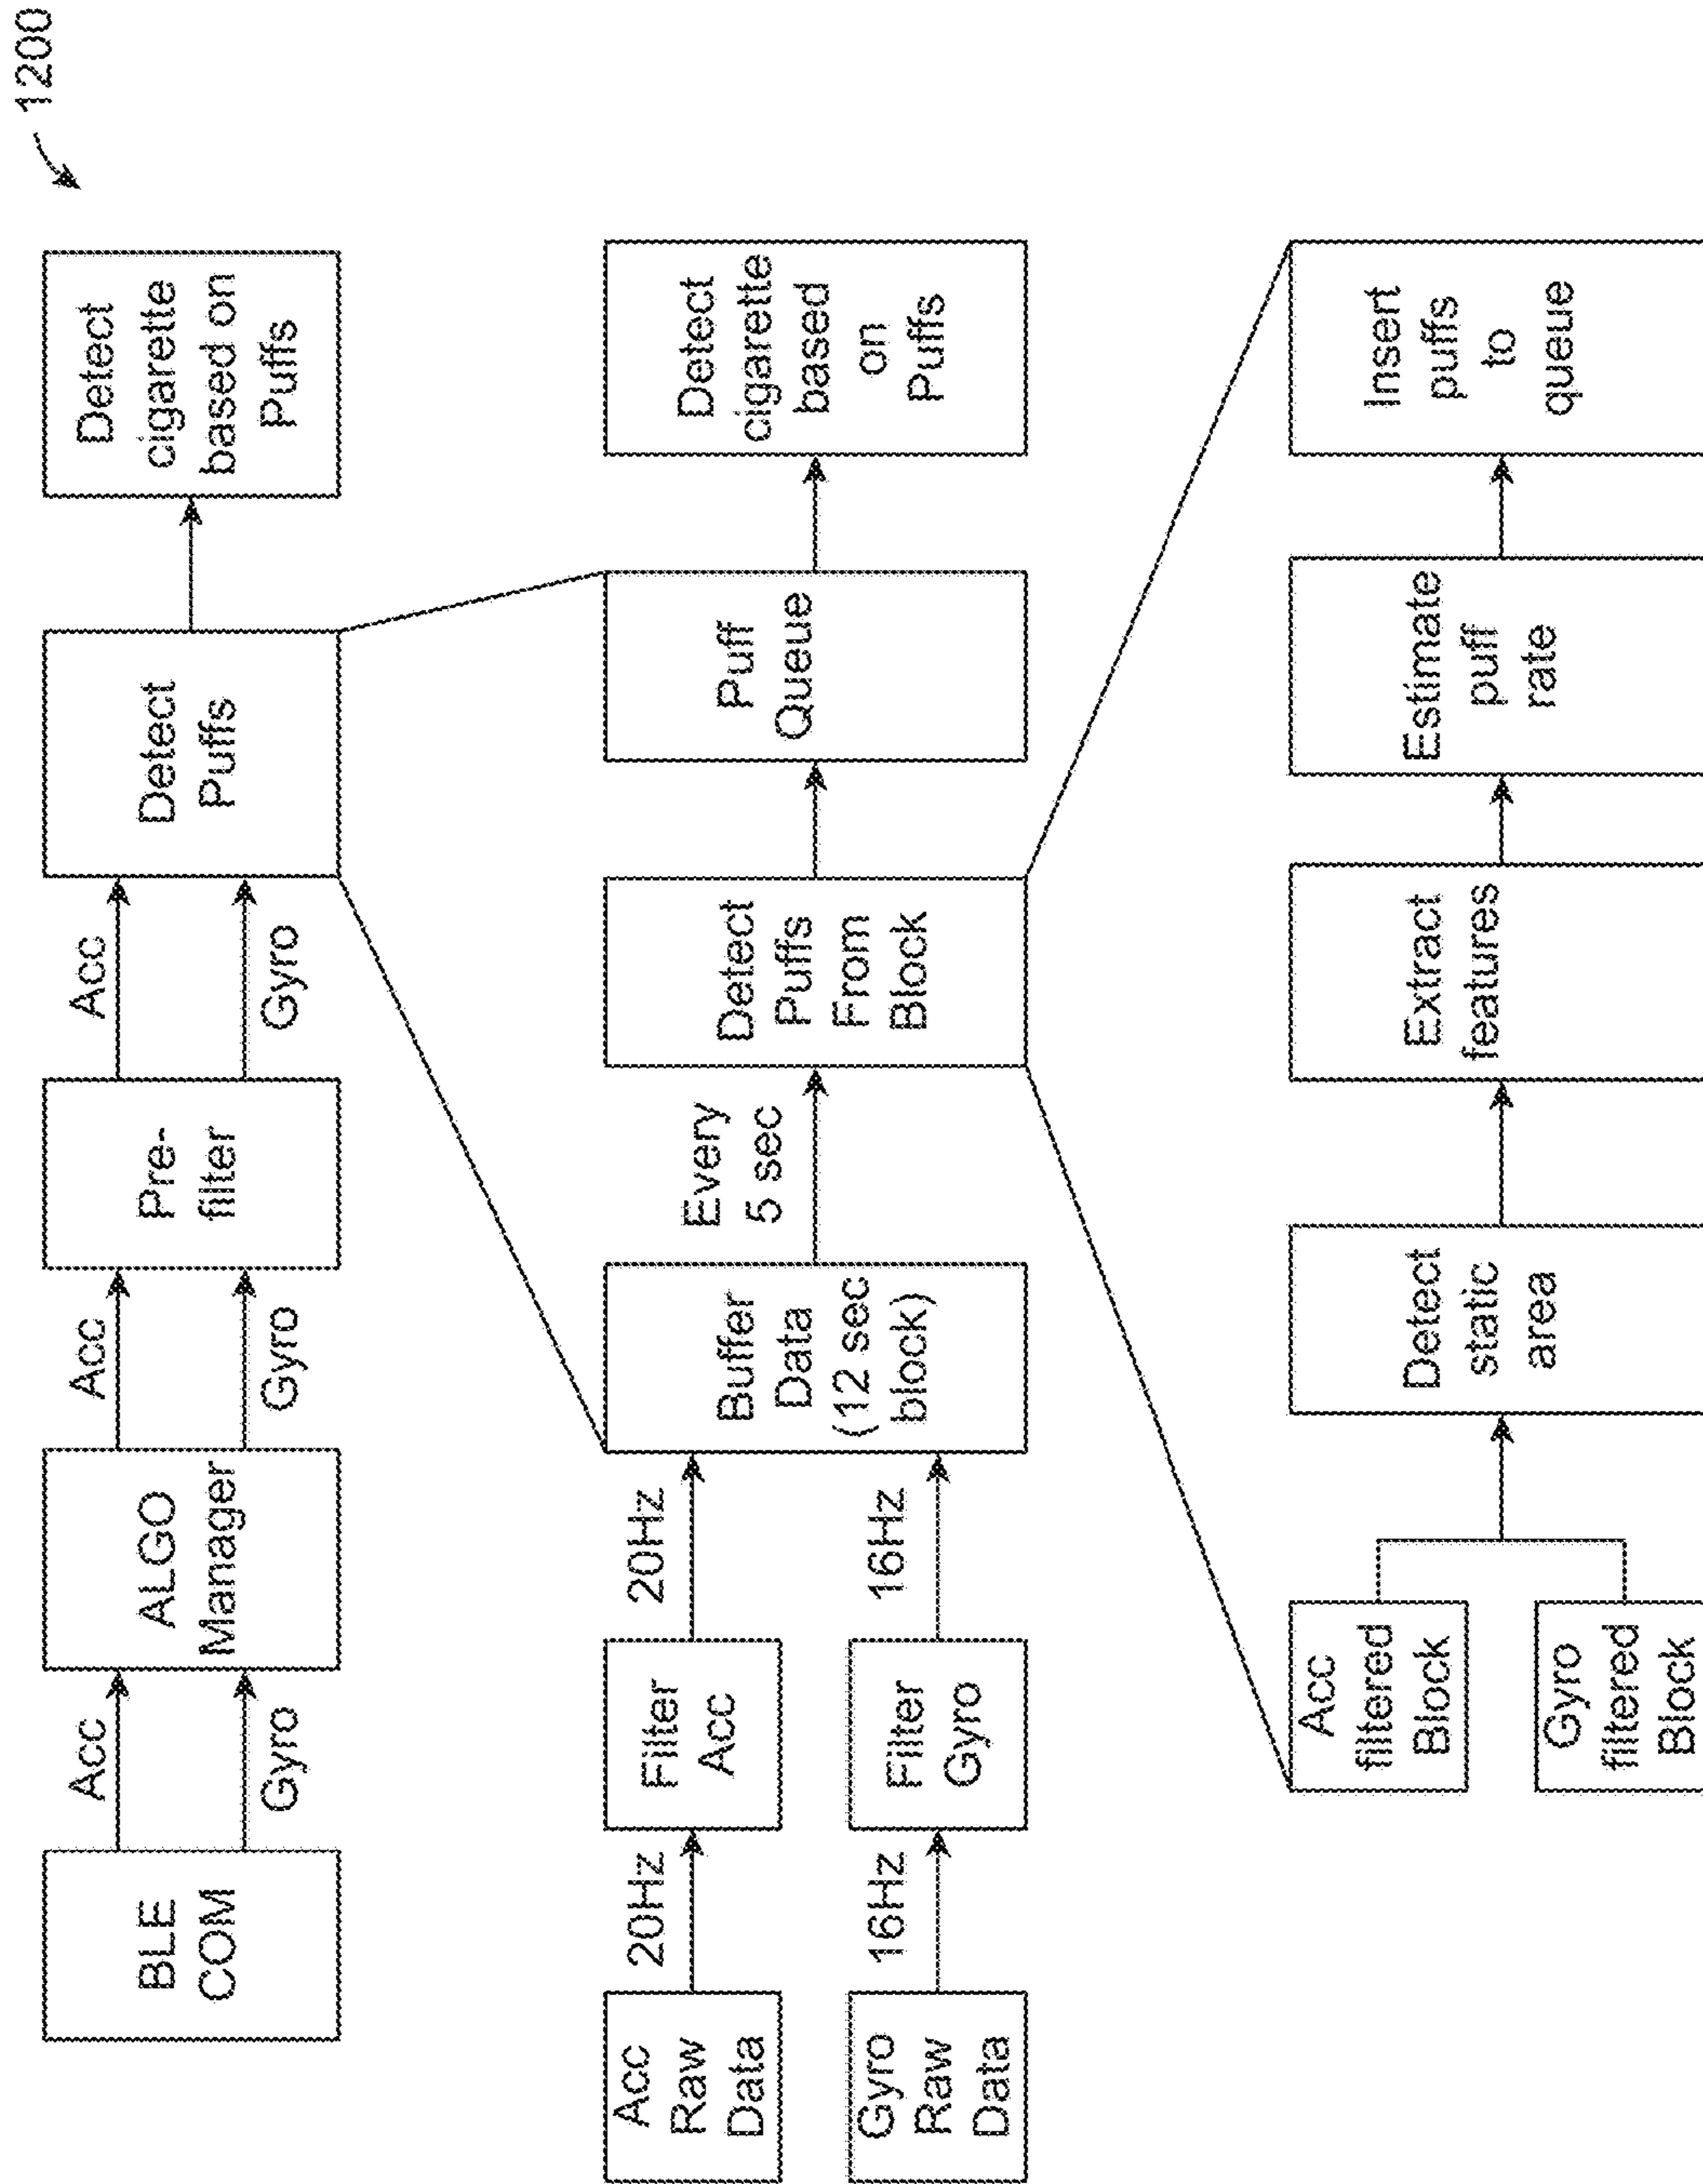 1200
BLE
COM
Acc
Gyro
ALGO
Manager
Acc
Gyro
Pre-
filter
Acc
Gyro
Detect
Puffs
Detect
cigarette
based on
Puffs
Acc
Raw
Data
Gyro
Raw
Data
20Hz
16Hz
Filter
Acc
Filter
Gyro
20Hz
16Hz
Buffer
Data
(12 sec
block)
Every
5 sec
Detect
Puffs
From
Block
Puff
Queue
Detect
cigarette
based
on
Puffs
Acc
filtered
Block
Gyro
filtered
Block
Detect
static
area
Extract
features
Estimate
puff
rate
Insert
puffs
to
queue